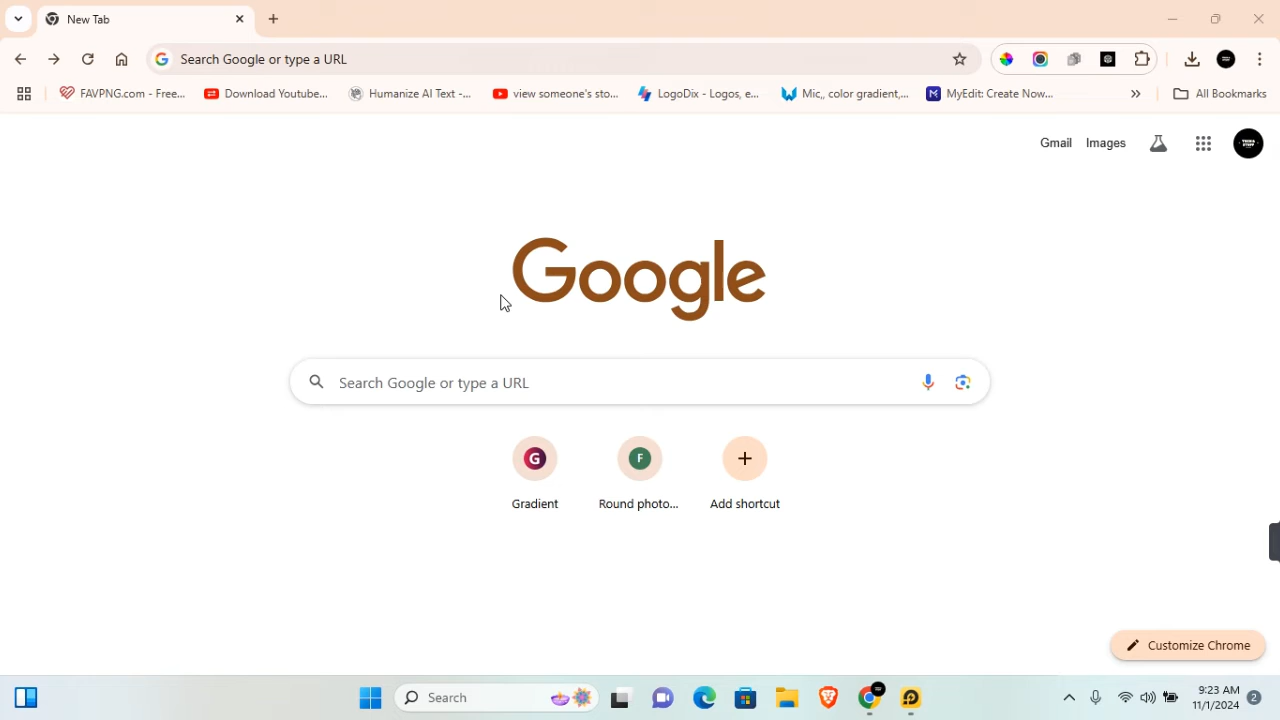 New Tab
Search Google or type a URL
FAVPNG.com - Free...
Download Youtube...
Humanize AI Text -...
view someone's sto...
LogoDix - Logos, e...
Mic,, color gradient,...
MyEdit: Create Now...
All Bookmarks
Gmail
Images
Google
Search Google or type a URL
G
F
Gradient
Round photo...
Add shortcut
Customize Chrome
Search
9:23 AM
11/1/2024
2